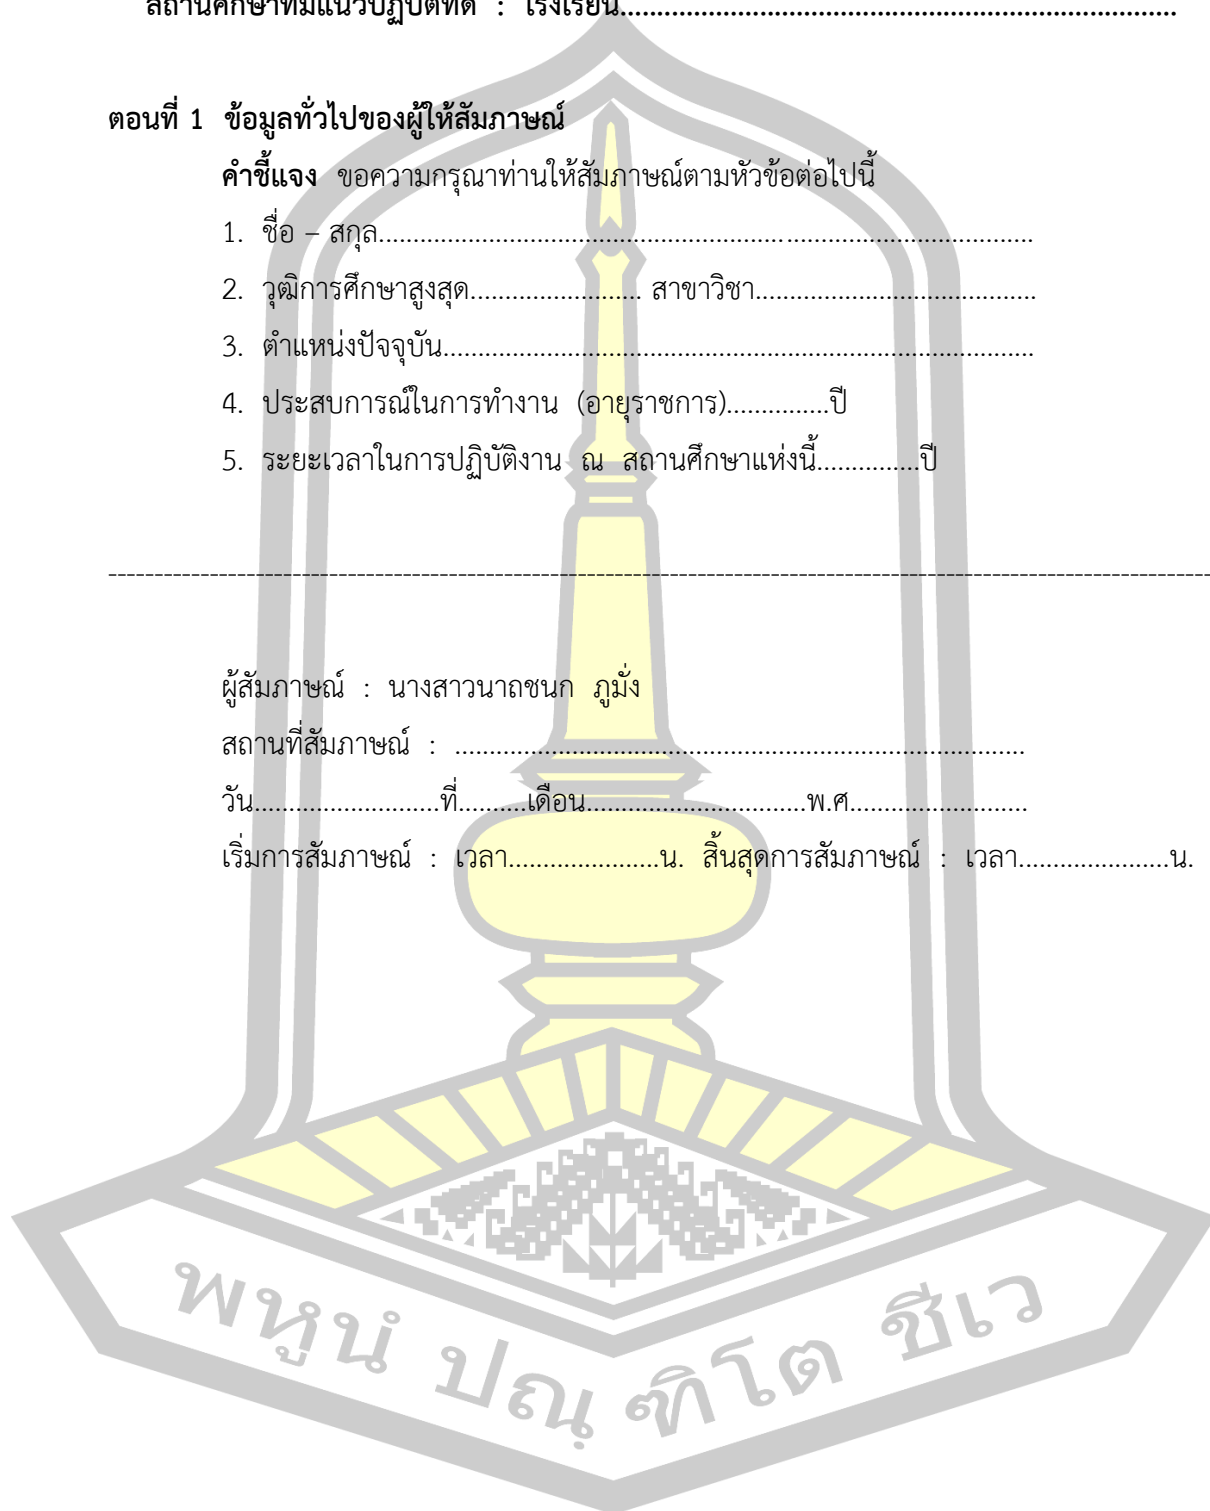 สถานศึกษาที่มีแนวปฏิบัติที่ดี : โรงเรียน................................................................................
ตอนที่ 1 ข้อมูลทั่วไปของผู้ให้สัมภาษณ์
คำชี้แจง ขอความกรุณาท่านให้สัมภาษณ์ตามหัวข้อต่อไปนี้
1. ชื่อ – สกุล...............................................................................................
2. วุฒิการศึกษาสูงสุด......................... สาขาวิชา.........................................
3. ตำแหน่งปัจจุบัน......................................................................................
4. ประสบการณ์ในการทำงาน (อายุราชการ)...............ปี
5. ระยะเวลาในการปฏิบัติงาน ณ สถานศึกษาแห่งนี้...............ปี
--------------------------------------------------------------------------------------------------------------------------
ผู้สัมภาษณ์ : นางสาวนาถชนก ภูมั่ง
สถานที่สัมภาษณ์ : ...................................................................................
วัน...........................ที่..........เดือน................................พ.ศ..........................
เริ่มการสัมภาษณ์ : เวลา......................น. สิ้นสุดการสัมภาษณ์ : เวลา......................น.
พหูนํ ปณฺฑิโต ชีเว